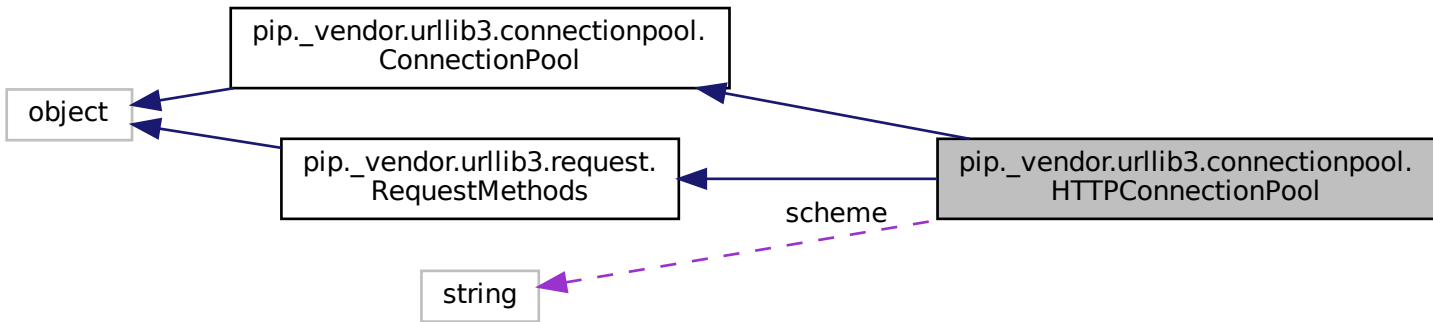 pip._vendor.urllib3.connectionpool.
ConnectionPool
object
pip._vendor.urllib3.request.
RequestMethods
pip._vendor.urllib3.connectionpool.
HTTPConnectionPool
scheme
string